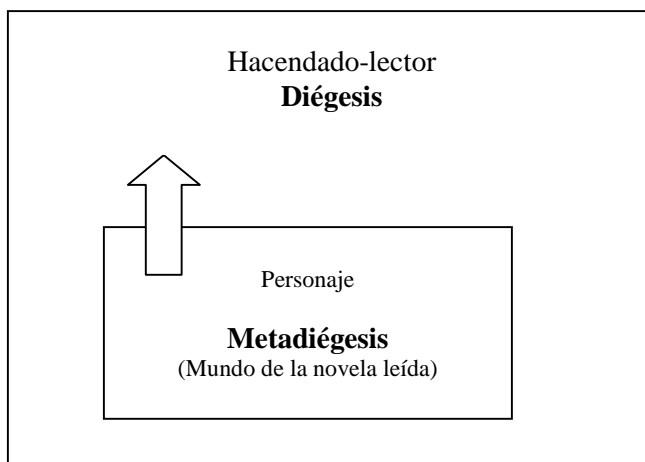 Hacendado-lector
Diégesis
Personaje
Metadiégesis
(Mundo de la novela leída)